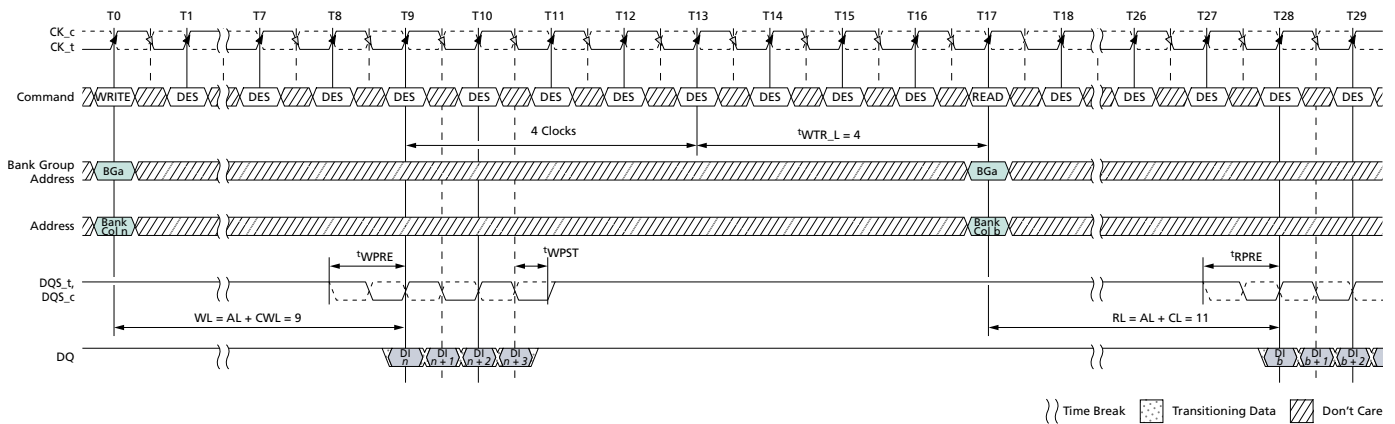 T0 T1 T7 T8 T9 T10 T11 T12 T13 T14 T15 T16 T17 T18 T26 T27 T28 T29
CK_c
CK_t
Command WRITE DES DES DES DES DES DES DES DES DES DES DES READ DES DES DES DES DES
4 Clocks tWTR_L = 4
Bank Group
Address BGa BGa
Address Bank
Col n Bank
Col b
tWPRE tWPST tRPRE
DQS_t,
DQS_c
WL = AL + CWL = 9 RL = AL + CL = 11
DQ DI
n DI
n + 1 DI
n + 2 DI
n + 3 DI
b DI
b + 1 DI
b + 2
Time Break Transitioning Data Don't Care